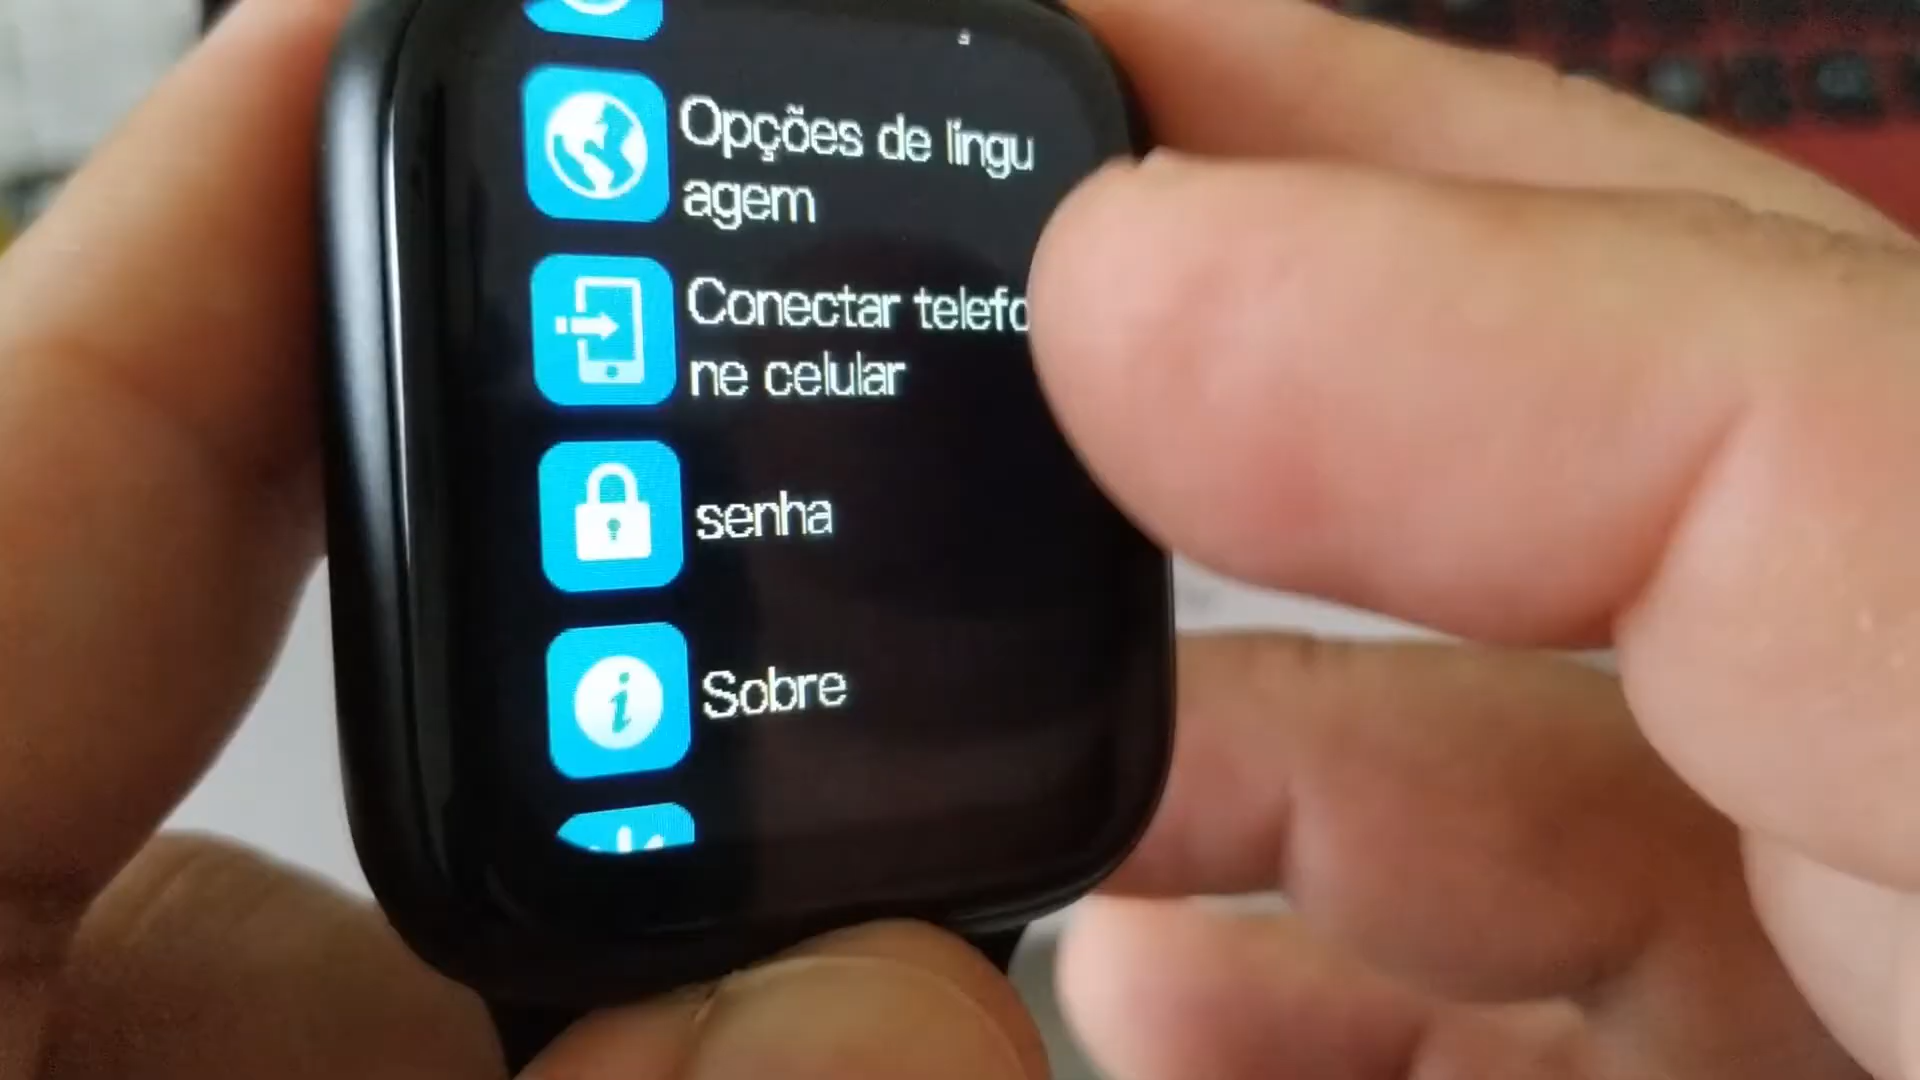 Opções de lingu
agem
Conectar telefo
ne celular
senha
Sobre